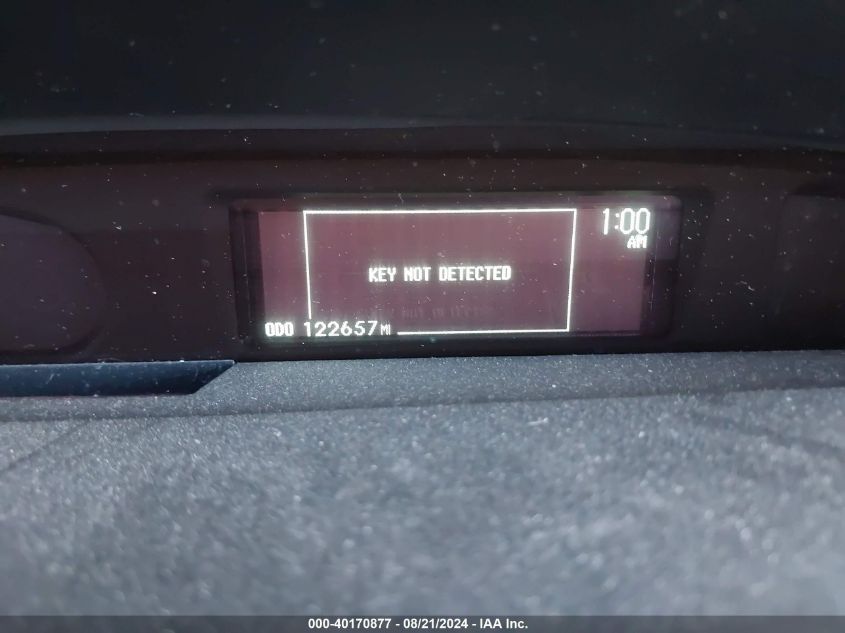 1:00
AM
KEY NOT DETECTED
ODO 122657 MI
000-40170877 - 08/21/2024 - IAA Inc.